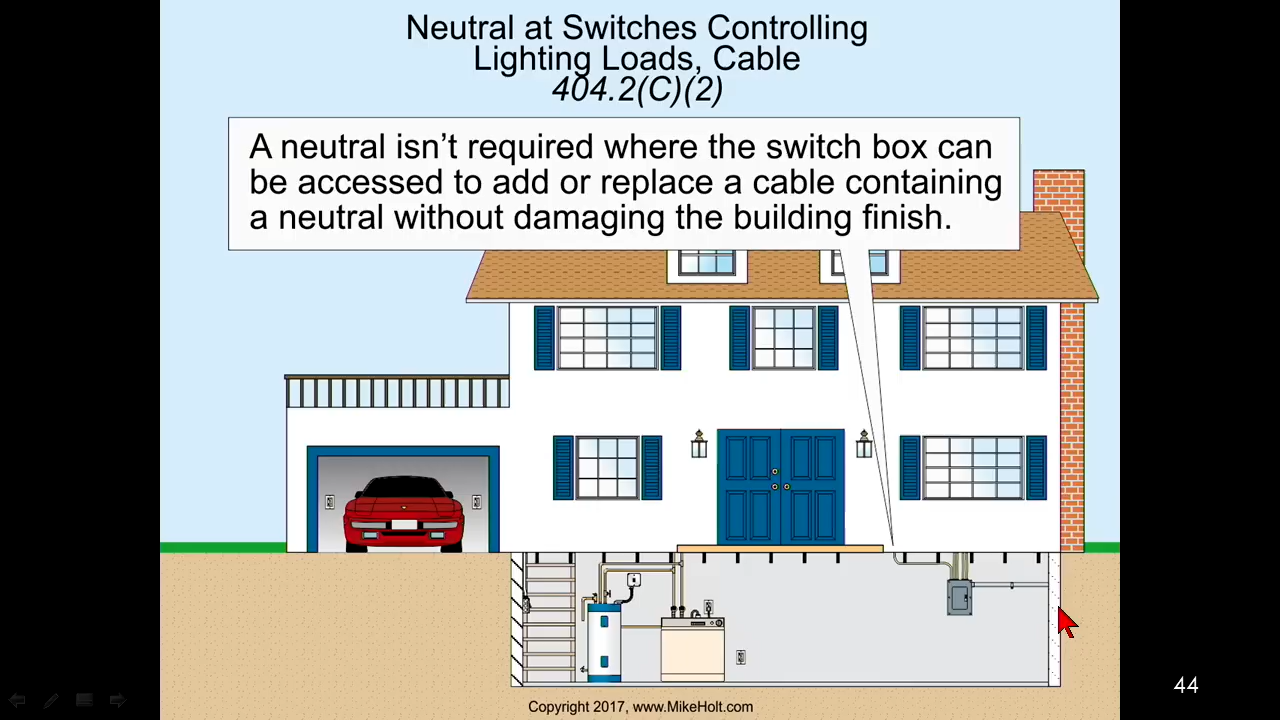 Neutral at Switches Controlling
Lighting Loads, Cable
404.2(C)(2)
A neutral isn’t required where the switch box can
be accessed to add or replace a cable containing
a neutral without damaging the building finish.
44
Copyright 2017, www.MikeHolt.com